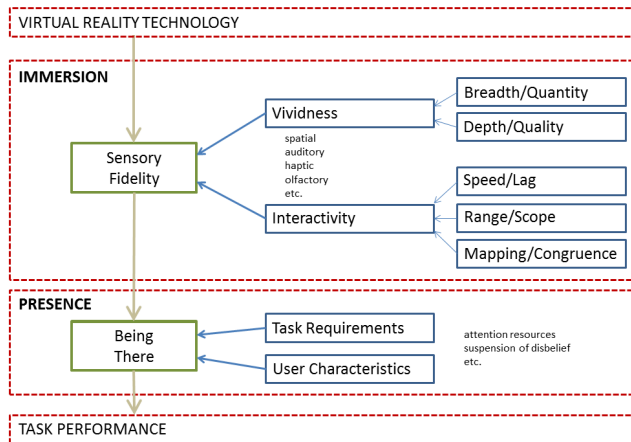 VIRTUAL REALITY TECHNOLOGY
IMMERSION
Breadth/Quantity
Vividness
Depth/Quality
spatial
auditory
haptic
olfactory
etc.
Sensory
Fidelity
Speed/Lag
Interactivity
Range/Scope
Mapping/Congruence
PRESENCE
Being
There
Task Requirements
User Characteristics
attention resources
suspension of disbelief
etc.
TASK PERFORMANCE